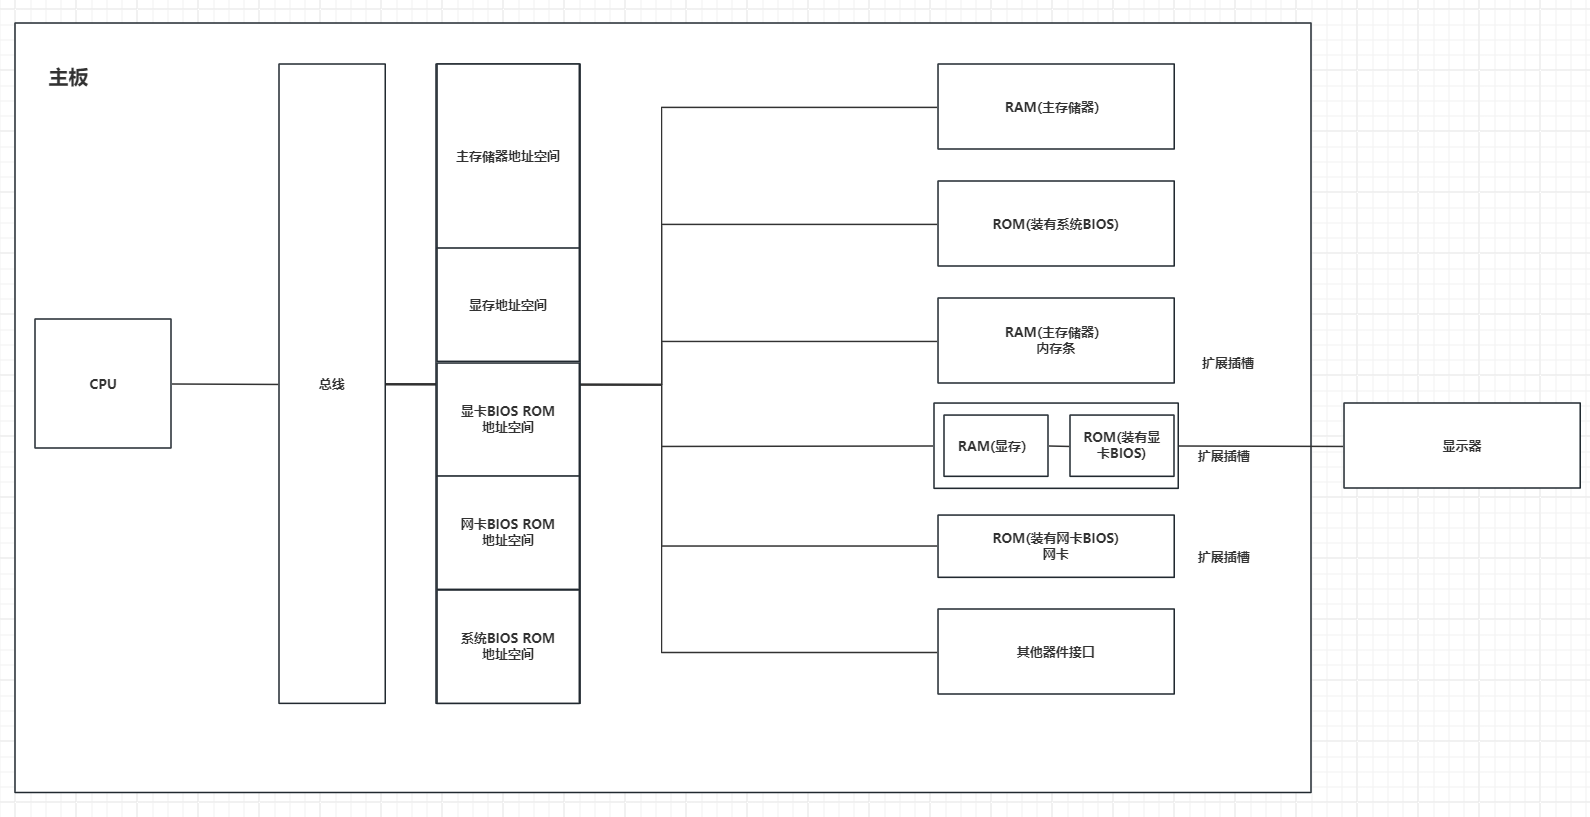 主板
CPU
总线
主存储器地址空间
显存地址空间
显卡BIOS ROM
地址空间
网卡BIOS ROM
地址空间
系统BIOS ROM
地址空间
RAM(主存储器)
ROM(装有系统BIOS)
RAM(主存储器)
内存条
扩展插槽
RAM(显存)
ROM(装有显
卡BIOS)
扩展插槽
显示器
ROM(装有网卡BIOS)
网卡
扩展插槽
其他器件接口